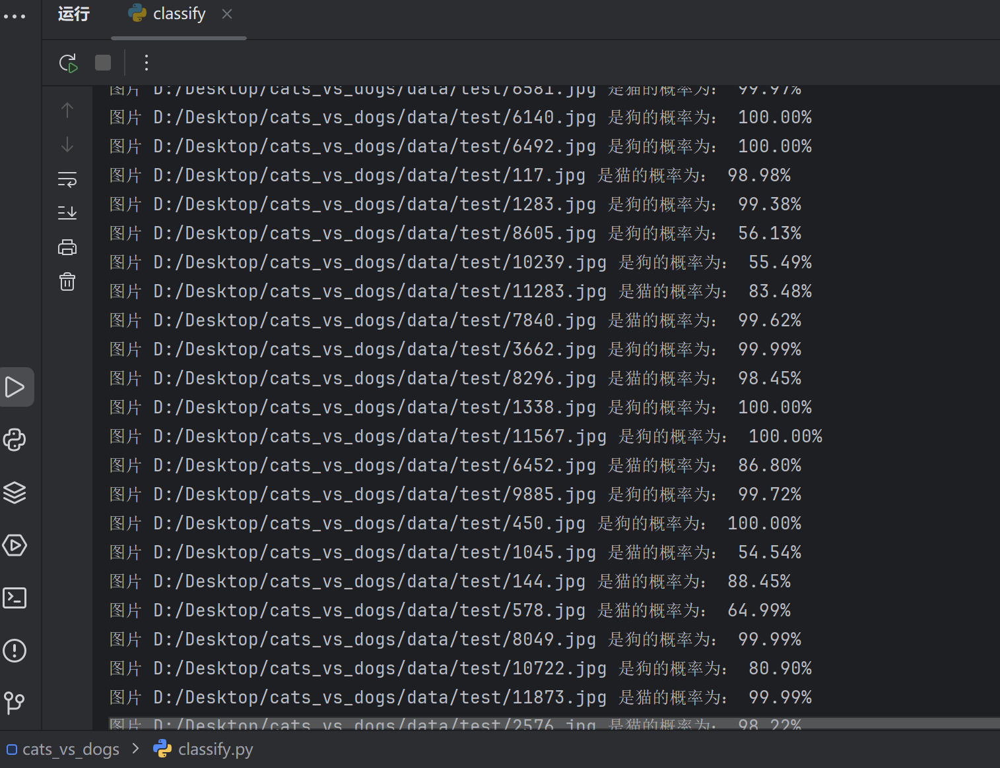 运行 classify
图片 D:/Desktop/cats_vs_dogs/data/test/6581.jpg 是猫的概率为： 99.97%
图片 D:/Desktop/cats_vs_dogs/data/test/6140.jpg 是狗的概率为： 100.00%
图片 D:/Desktop/cats_vs_dogs/data/test/6492.jpg 是狗的概率为： 100.00%
图片 D:/Desktop/cats_vs_dogs/data/test/117.jpg 是猫的概率为： 98.98%
图片 D:/Desktop/cats_vs_dogs/data/test/1283.jpg 是狗的概率为： 99.38%
图片 D:/Desktop/cats_vs_dogs/data/test/8605.jpg 是狗的概率为： 56.13%
图片 D:/Desktop/cats_vs_dogs/data/test/10239.jpg 是狗的概率为： 55.49%
图片 D:/Desktop/cats_vs_dogs/data/test/11283.jpg 是猫的概率为： 83.48%
图片 D:/Desktop/cats_vs_dogs/data/test/7840.jpg 是猫的概率为： 99.62%
图片 D:/Desktop/cats_vs_dogs/data/test/3662.jpg 是狗的概率为： 99.99%
图片 D:/Desktop/cats_vs_dogs/data/test/8296.jpg 是猫的概率为： 98.45%
图片 D:/Desktop/cats_vs_dogs/data/test/1338.jpg 是狗的概率为： 100.00%
图片 D:/Desktop/cats_vs_dogs/data/test/11567.jpg 是狗的概率为： 100.00%
图片 D:/Desktop/cats_vs_dogs/data/test/6452.jpg 是猫的概率为： 86.80%
图片 D:/Desktop/cats_vs_dogs/data/test/9885.jpg 是狗的概率为： 99.72%
图片 D:/Desktop/cats_vs_dogs/data/test/450.jpg 是狗的概率为： 100.00%
图片 D:/Desktop/cats_vs_dogs/data/test/1045.jpg 是猫的概率为： 54.54%
图片 D:/Desktop/cats_vs_dogs/data/test/144.jpg 是猫的概率为： 88.45%
图片 D:/Desktop/cats_vs_dogs/data/test/578.jpg 是猫的概率为： 64.99%
图片 D:/Desktop/cats_vs_dogs/data/test/8049.jpg 是狗的概率为： 99.99%
图片 D:/Desktop/cats_vs_dogs/data/test/10722.jpg 是狗的概率为： 80.90%
图片 D:/Desktop/cats_vs_dogs/data/test/11873.jpg 是猫的概率为： 99.99%
图片 D:/Desktop/cats_vs_dogs/data/test/2576.jpg 是猫的概率为： 98.22%
cats_vs_dogs > classify.py